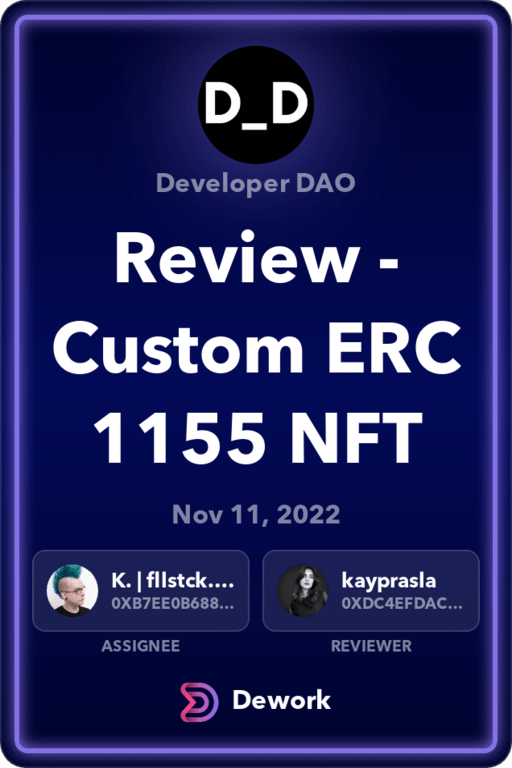 D_D
Developer DAO
Review -
Custom ERC
1155 NFT
Nov 11, 2022
K. | fllstck....
0XB7EE0B688...
kayprasla
0XDC4EFDAC...
ASSIGNEE
REVIEWER
Dework